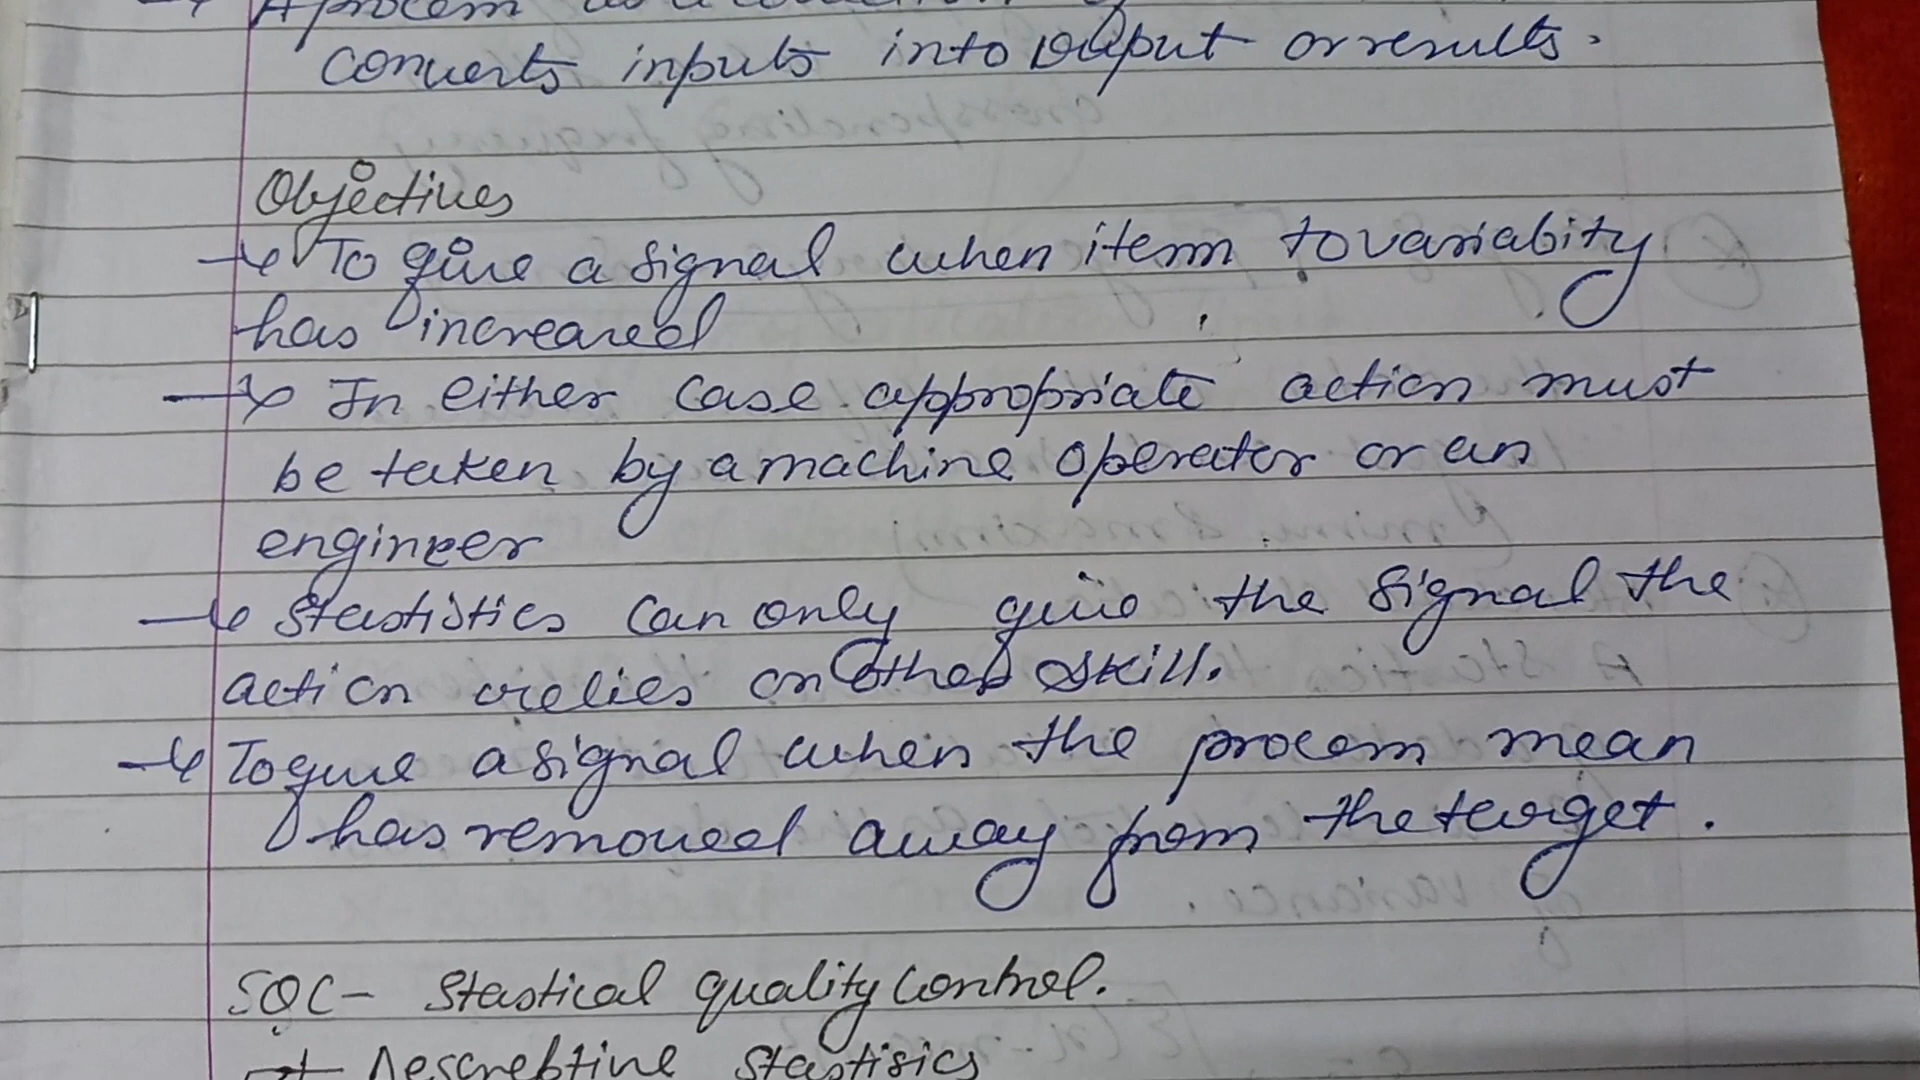 A process
converts inputs into output or results.
Objectives
→ To give a signal when item to variabity
has increased
→ In either case appropriate action must
be taken by a machine operator or an
engineer
→ Stastistics can only give the signal the
action relies on other skill.
→ To give a signal when the process mean
has removed away from the target.
SQC - Stastical quality Control.
→ Descrebtive Stastisics